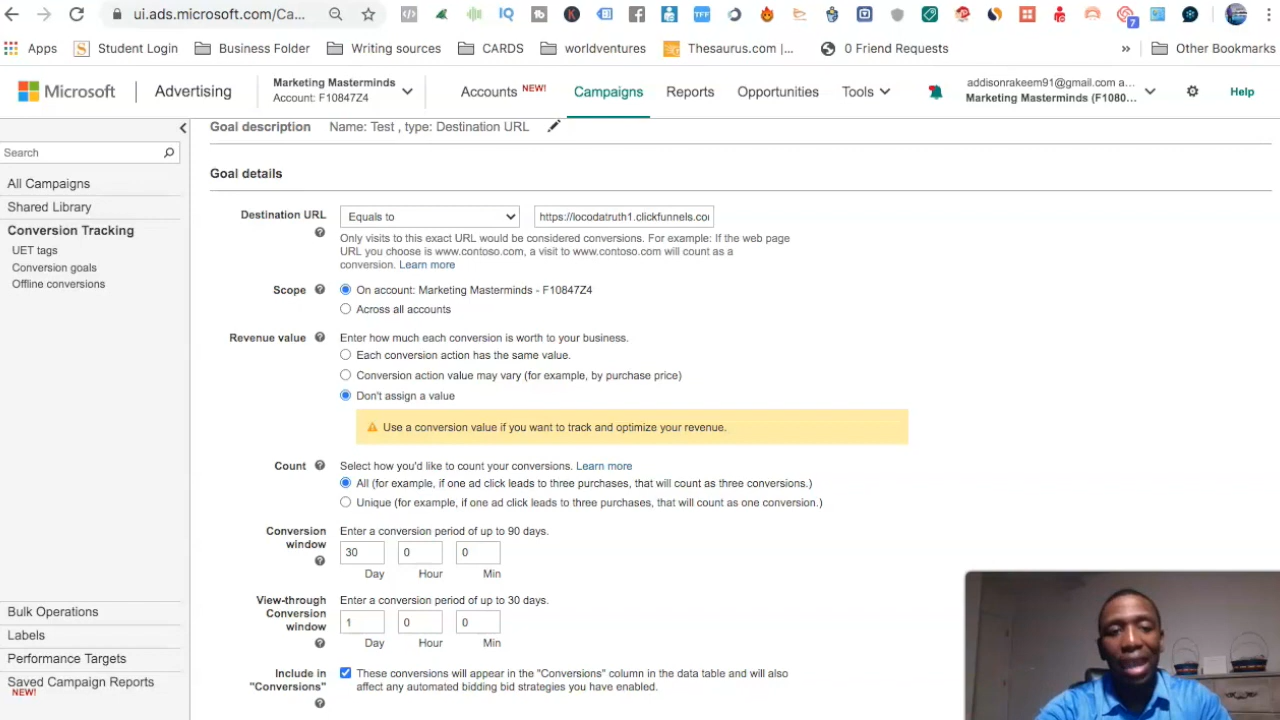 ui.ads.microsoft.com/Ca...
7
Apps
Student Login
Business Folder
Writing sources
CARDS
worldventures
Thesaurus.com |...
0 Friend Requests
»
Other Bookmarks
Microsoft
Advertising
Marketing Masterminds
Account: F10847Z4
Accounts NEW!
Campaigns
Reports
Opportunities
Tools
addisonrakeem91@gmail.com a...
Marketing Masterminds (F1080...
Help
Search
All Campaigns
Shared Library
Conversion Tracking
UET tags
Conversion goals
Offline conversions
Bulk Operations
Labels
Performance Targets
Saved Campaign Reports
NEW!
Goal description Name: Test , type: Destination URL
Goal details
Destination URL
Equals to
https://locodatruth1.clickfunnels.co
Only visits to this exact URL would be considered conversions. For example: If the web page
URL you choose is www.contoso.com, a visit to www.contoso.com will count as a
conversion. Learn more
Scope
On account: Marketing Masterminds - F10847Z4
Across all accounts
Revenue value
Enter how much each conversion is worth to your business.
Each conversion action has the same value.
Conversion action value may vary (for example, by purchase price)
Don't assign a value
Use a conversion value if you want to track and optimize your revenue.
Count
Select how you'd like to count your conversions. Learn more
All (for example, if one ad click leads to three purchases, that will count as three conversions.)
Unique (for example, if one ad click leads to three purchases, that will count as one conversion.)
Conversion
window
Enter a conversion period of up to 90 days.
30 0 0
Day Hour Min
View-through
Conversion
window
Enter a conversion period of up to 30 days.
1 0 0
Day Hour Min
Include in
"Conversions"
These conversions will appear in the "Conversions" column in the data table and will also
affect any automated bidding bid strategies you have enabled.